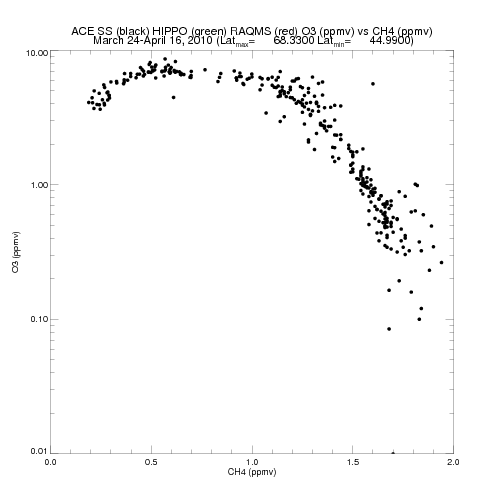 ACE SS (black) HIPPO (green) RAQMS (red) O3 (ppmv) vs CH4 (ppmv)
March 24-April 16, 2010 (Latmax= 68.3300 Latmin= 44.9900)
10.00
1.00
O3 (ppmv)
0.10
0.01
0.0 0.5 1.0 1.5 2.0
CH4 (ppmv)